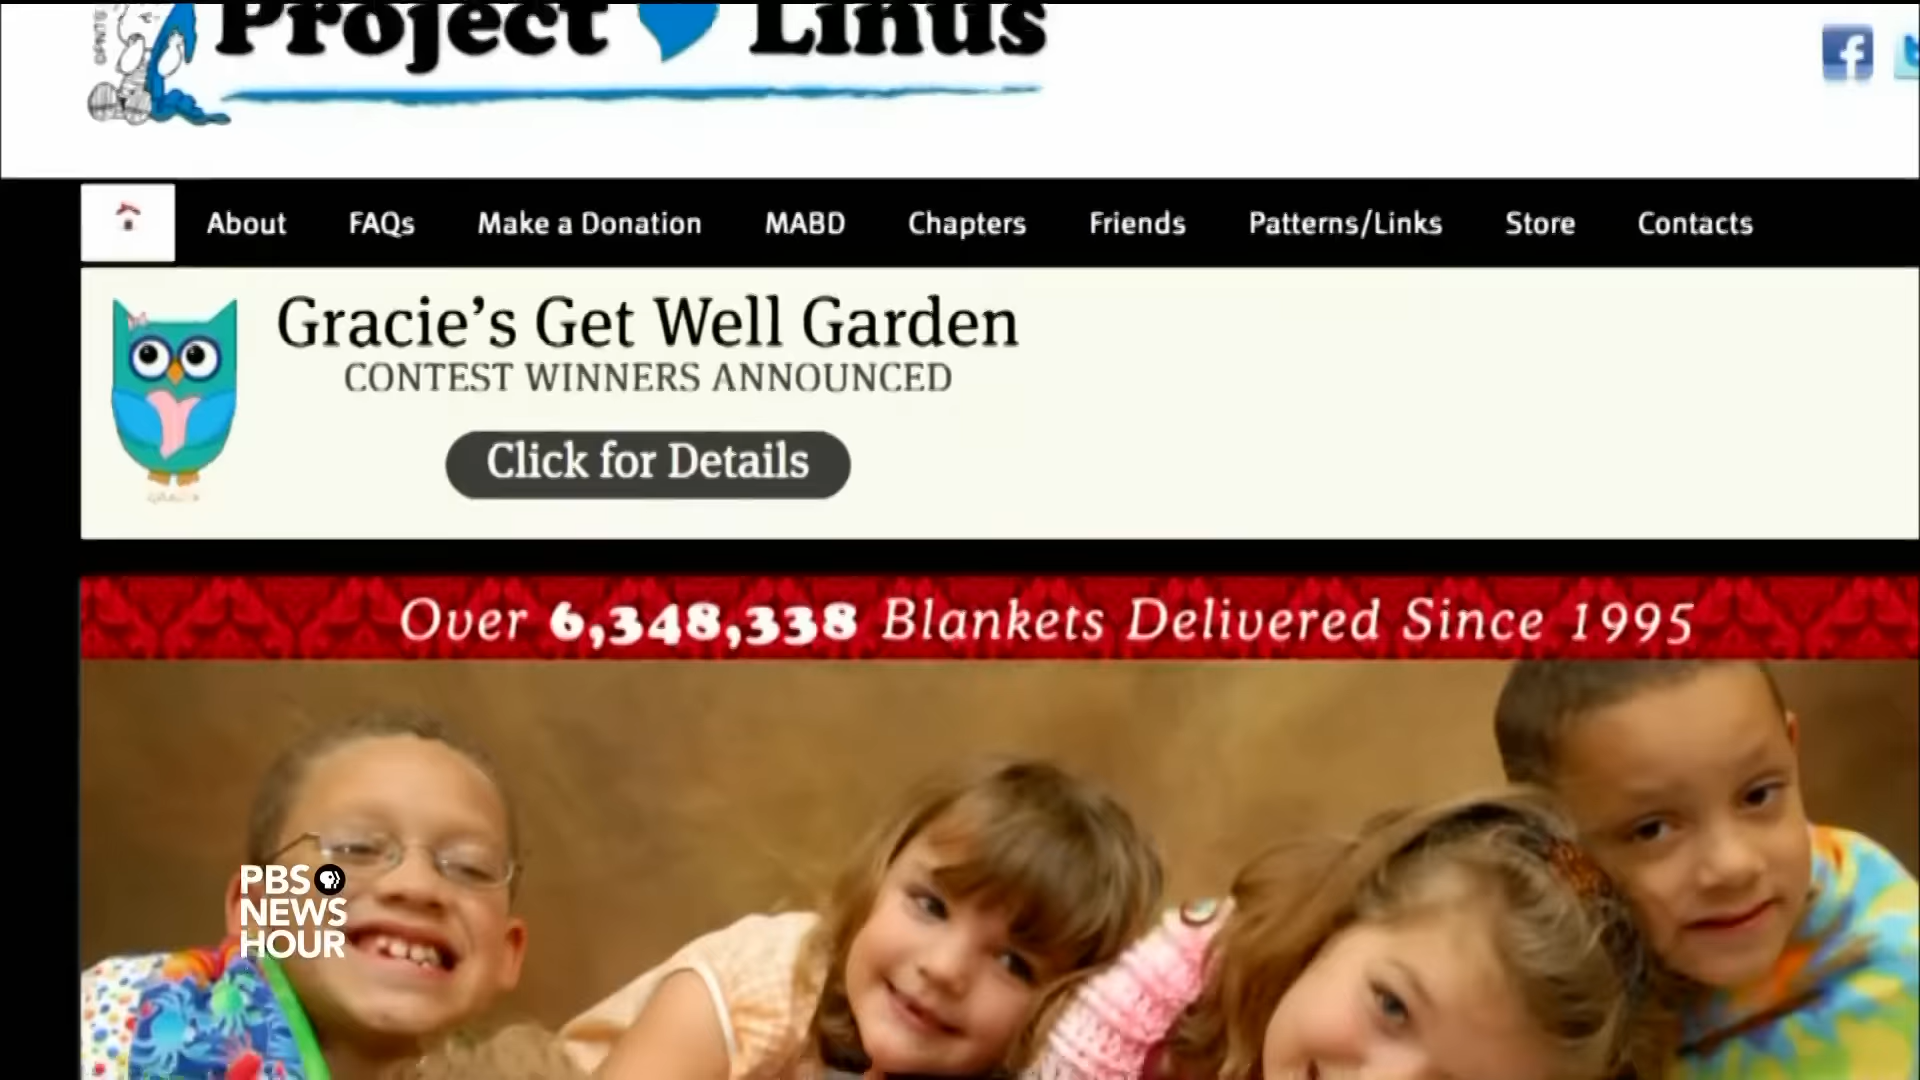 Project Linus
About FAQs Make a Donation MABD Chapters Friends Patterns/Links Store Contacts
Gracie's Get Well Garden
CONTEST WINNERS ANNOUNCED
Click for Details
Over 6,348,338 Blankets Delivered Since 1995
PBS
NEWS
HOUR